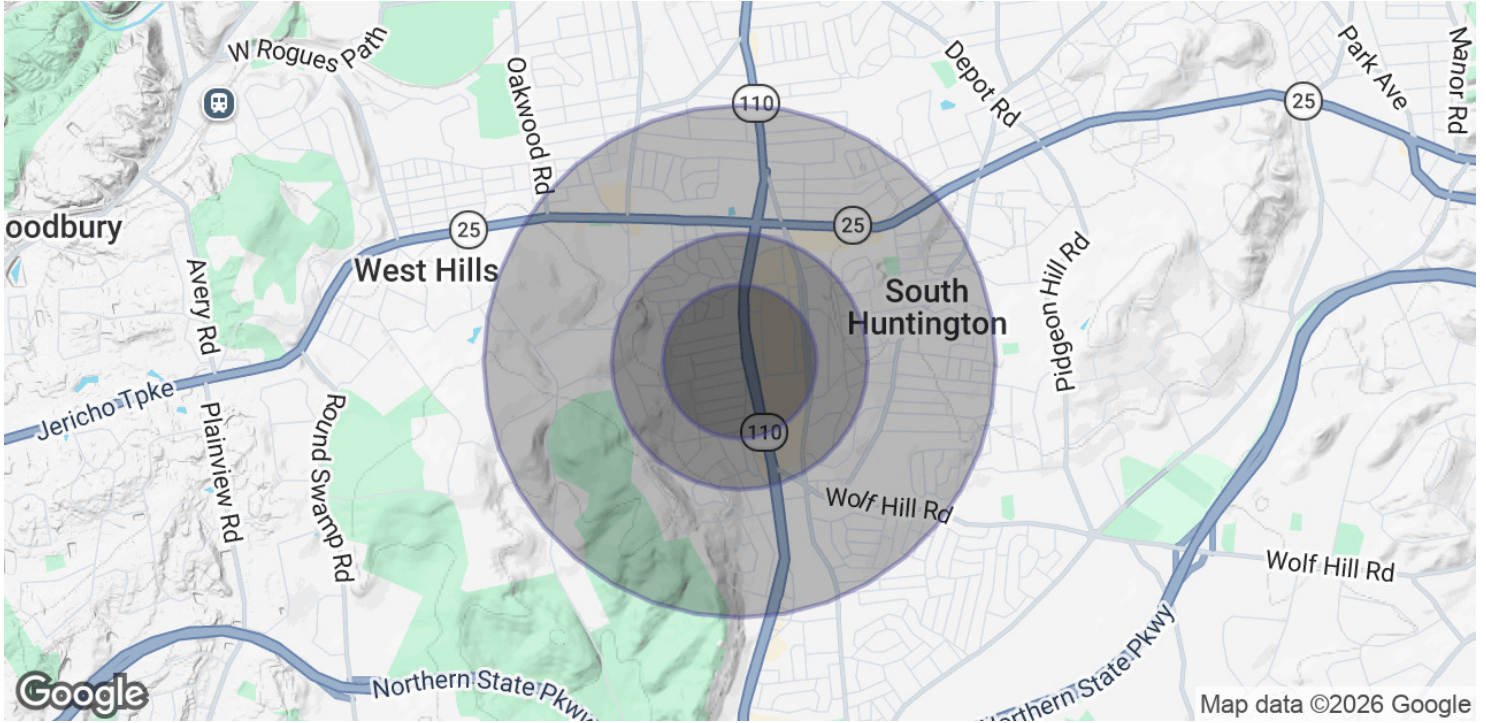 W Rogues Path
Oakwood Rd
110
Depot Rd
25
Park Ave
Manor Rd
oodbury
Avery Rd
25
West Hills
25
South
Huntington
Pidgeon Hill Rd
Jericho Tpke
Plainview Rd
Round Swamp Rd
110
Wolf Hill Rd
Wolf Hill Rd
Northern State Pkwy
Northern State Pkwy
Google
Map data ©2026 Google